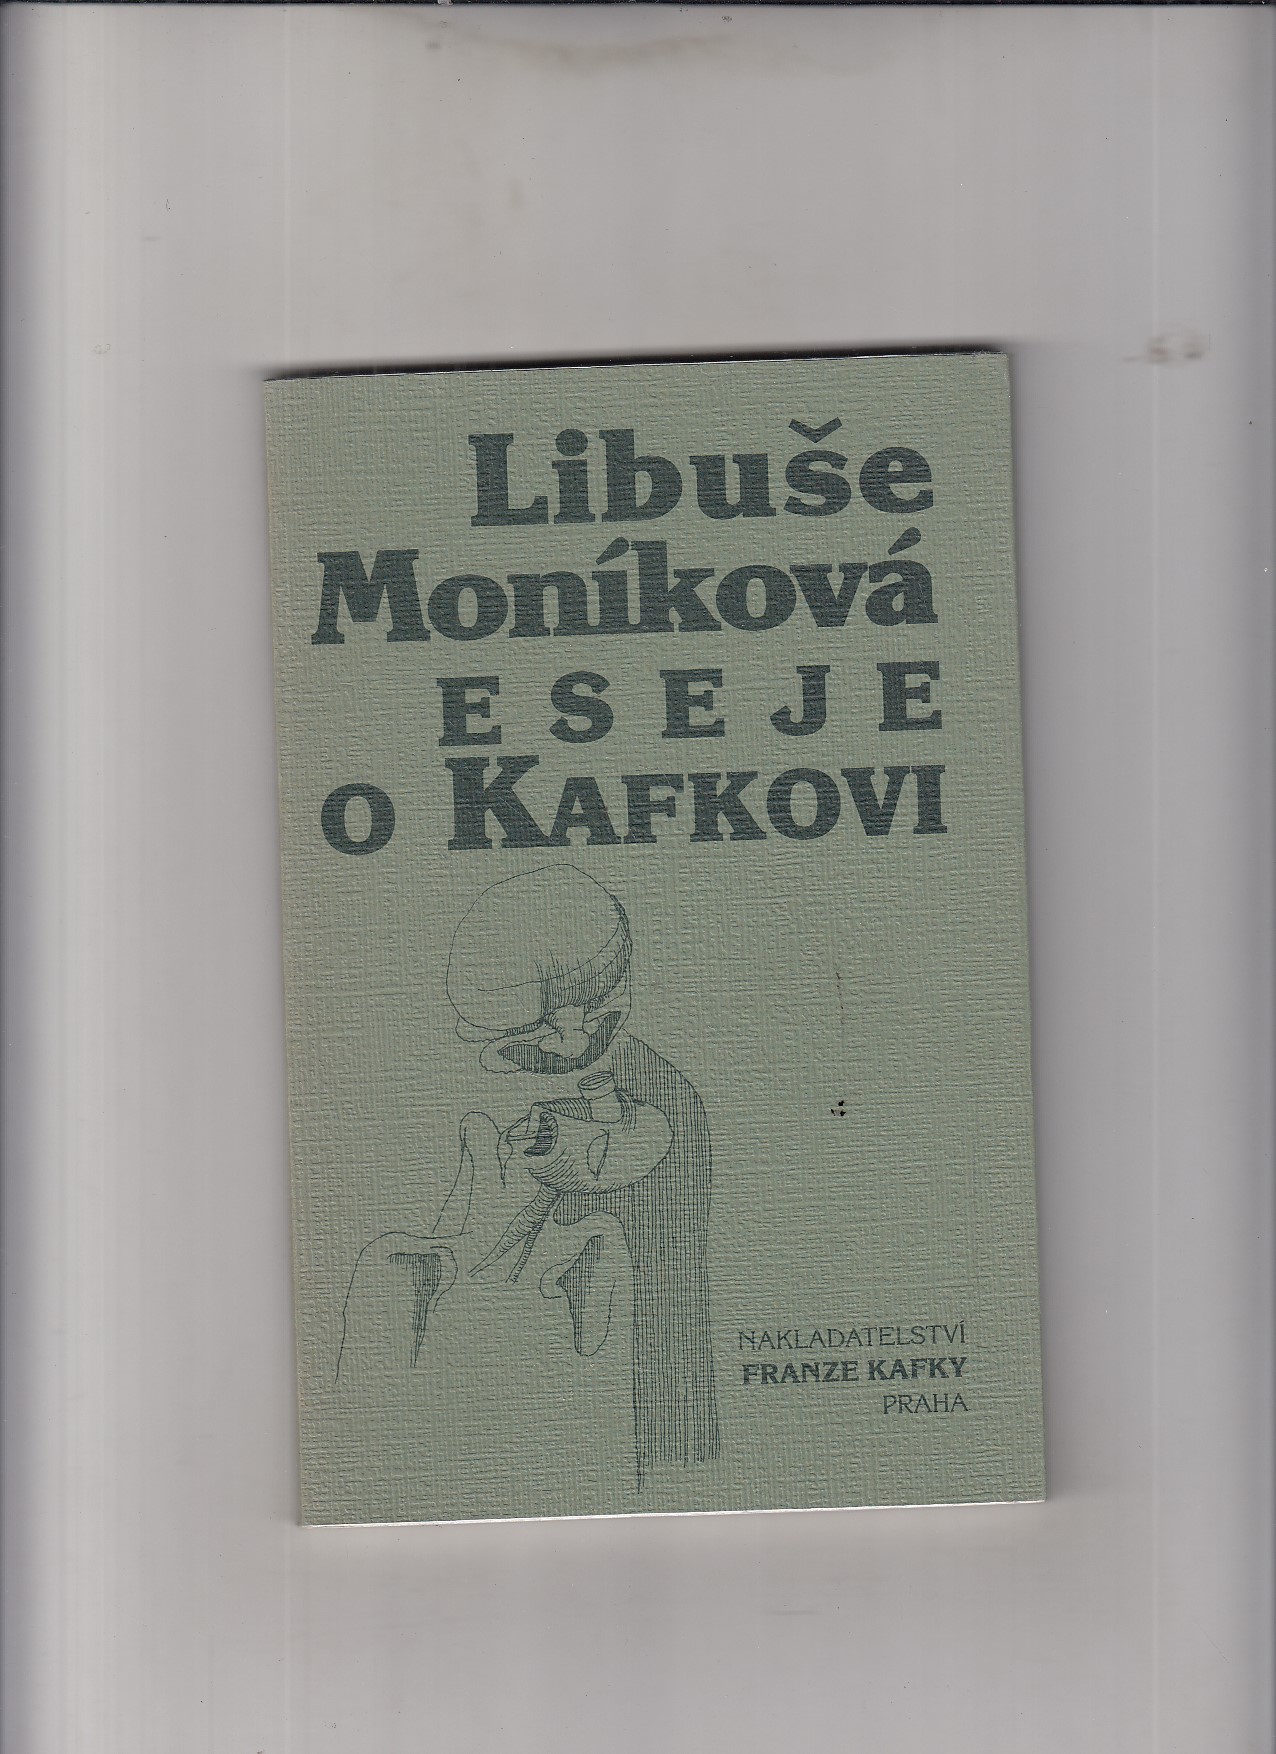 Libuše
Moníková
ESEJE
O KAFKOVI
NAKLADATELSTVÍ
FRANZE KAFKY
PRAHA